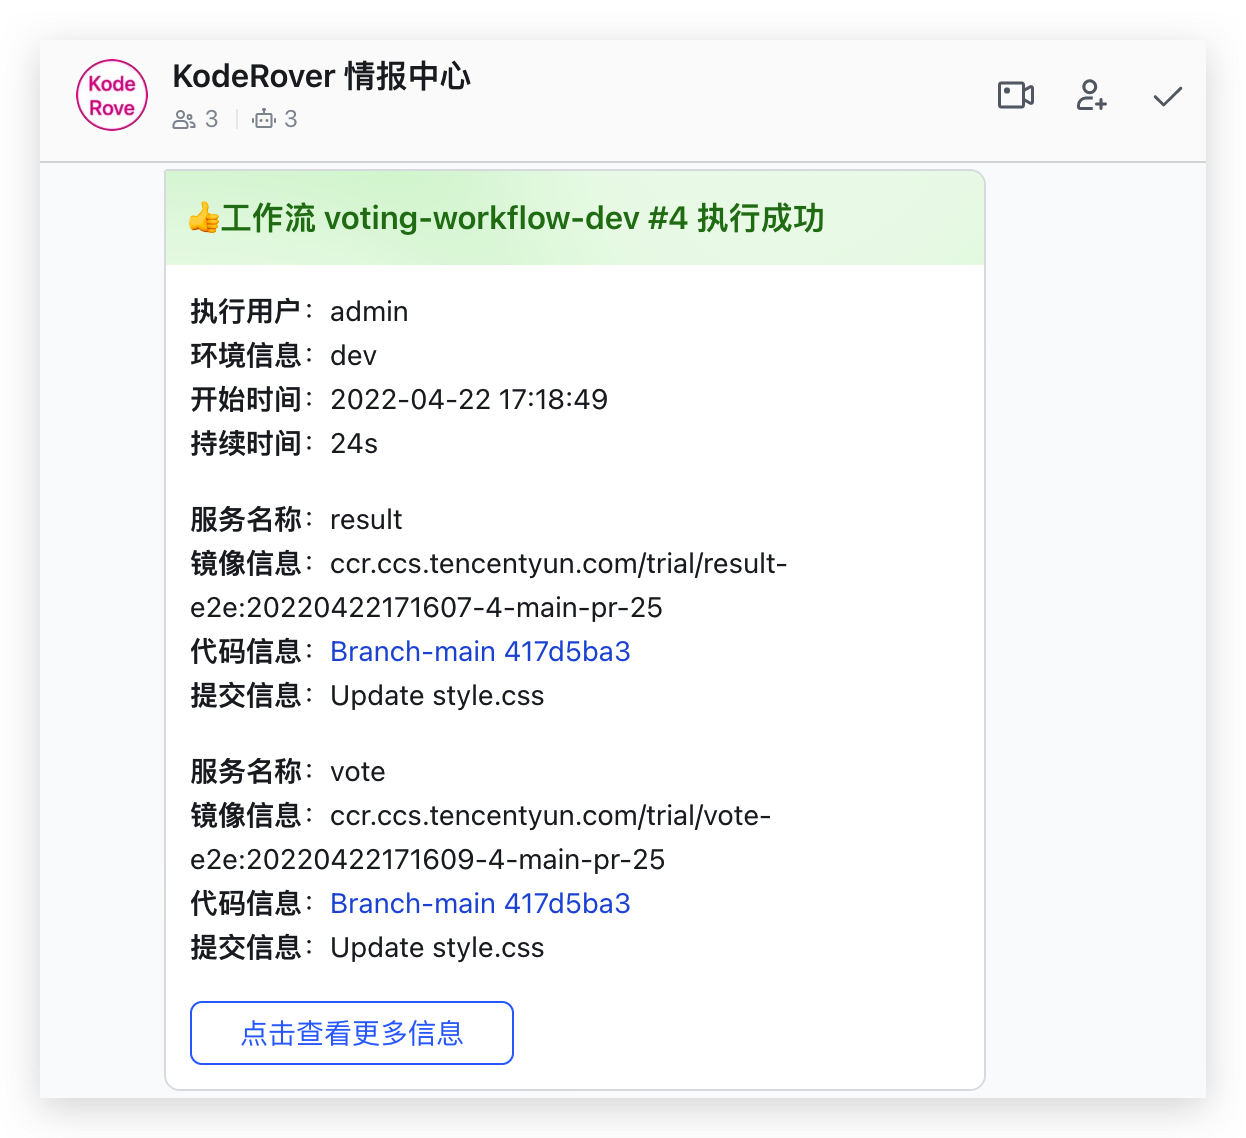 Kode
Rove
KodeRover 情报中心
3 3
👍工作流 voting-workflow-dev #4 执行成功
执行用户：admin
环境信息：dev
开始时间：2022-04-22 17:18:49
持续时间：24s
服务名称：result
镜像信息：ccr.ccs.tencentyun.com/trial/result-
e2e:20220422171607-4-main-pr-25
代码信息：Branch-main 417d5ba3
提交信息：Update style.css
服务名称：vote
镜像信息：ccr.ccs.tencentyun.com/trial/vote-
e2e:20220422171609-4-main-pr-25
代码信息：Branch-main 417d5ba3
提交信息：Update style.css
点击查看更多信息